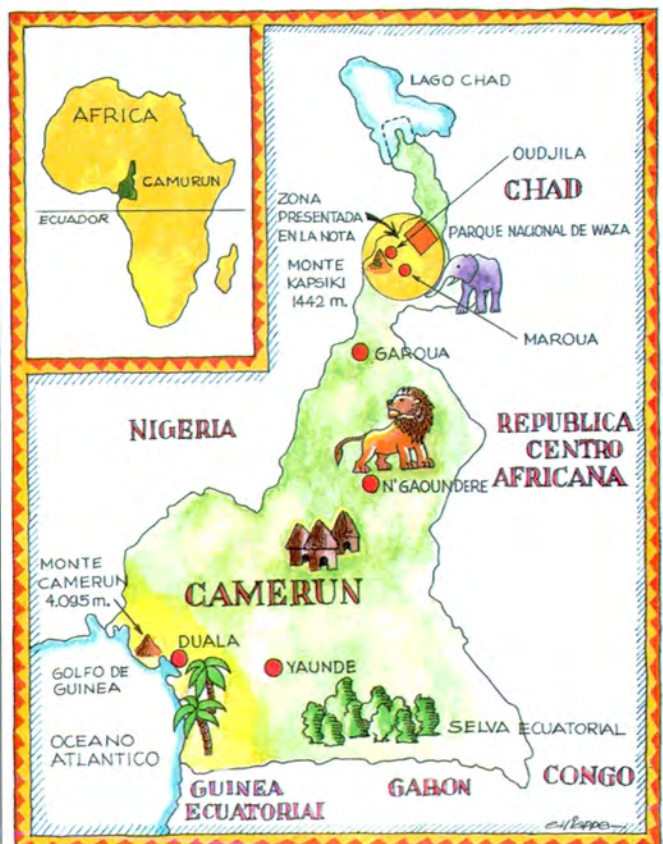 AFRICA
CAMURUN
ECUADOR
LAGO CHAD
OUDJILA
CHAD
ZONA
PRESENTADA
EN LA NOTA
PARQUE NACIONAL DE WAZA
MONTE
KAPSIKI
1442 m.
MAROUA
GARQUA
NIGERIA
REPUBLICA
CENTRO
AFRICANA
N'GAOUNDERE
CAMERUN
MONTE
CAMERUN
4.095 m.
DUALA
YAUNDE
GOLFO DE
GUINEA
SELVA ECUATORIAL
OCEANO
ATLANTICO
GUINEA
ECUATORIAL
GABON
CONGO